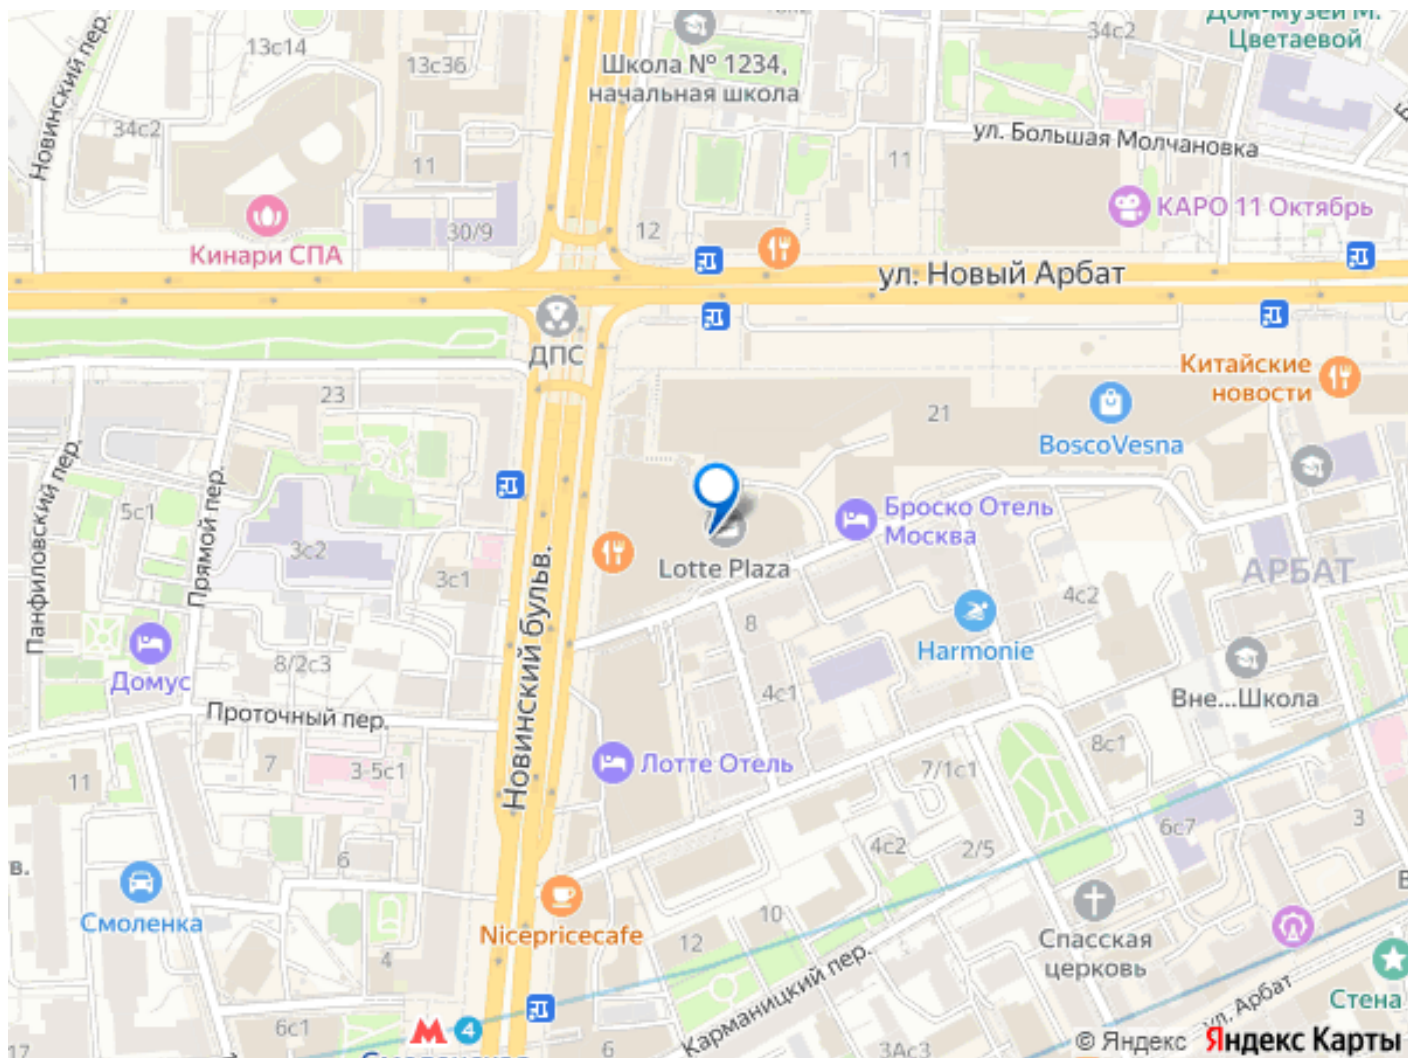 Новинский пер.
13с14
13с36
34с2
Дом-музей М.
Цветаевой
Школа № 1234,
начальная школа
34с2
11
11
ул. Большая Молчановка
Кинари СПА
30/9
12
КАРО 11 Октябрь
ул. Новый Арбат
ДПС
Китайские
новости
23
21
BoscoVesna
Панфиловский пер.
Прямой пер.
5с1
3с2
3с1
Броско Отель
Москва
Lotte Plaza
АРБАТ
4с2
Новинский бульв.
8
Harmonie
Домус
8/2с3
4с1
Вне...Школа
Проточный пер.
11
7
3-5с1
Лотте Отель
7/1с1
8с1
6с7
3
в.
6
4с2
2/5
Смоленка
Nicepricecafe
10
12
Спасская
церковь
4
Карманицкий пер.
ул. Арбат
Стена
6с1
4
17
6
3Ас3
© Яндекс Яндекс Карты